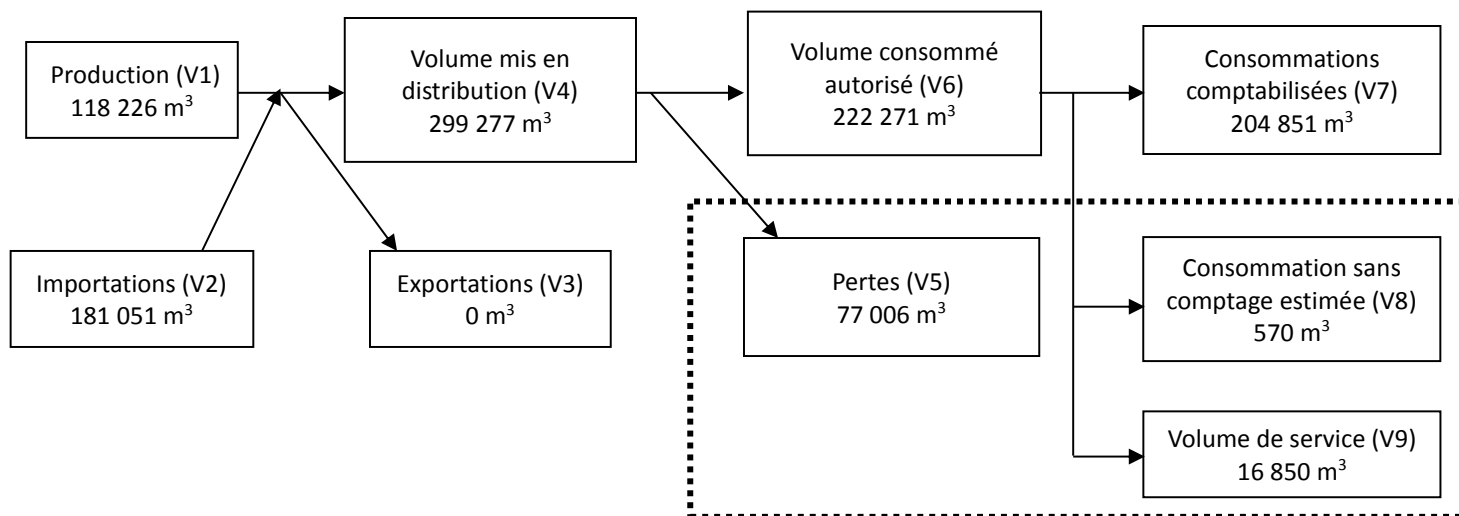 Production (V1)
118 226 m³
Volume mis en
distribution (V4)
299 277 m³
Volume consommé
autorisé (V6)
222 271 m³
Consommations
comptabilisées (V7)
204 851 m³
Importations (V2)
181 051 m³
Exportations (V3)
0 m³
Pertes (V5)
77 006 m³
Consommation sans
comptage estimée (V8)
570 m³
Volume de service (V9)
16 850 m³